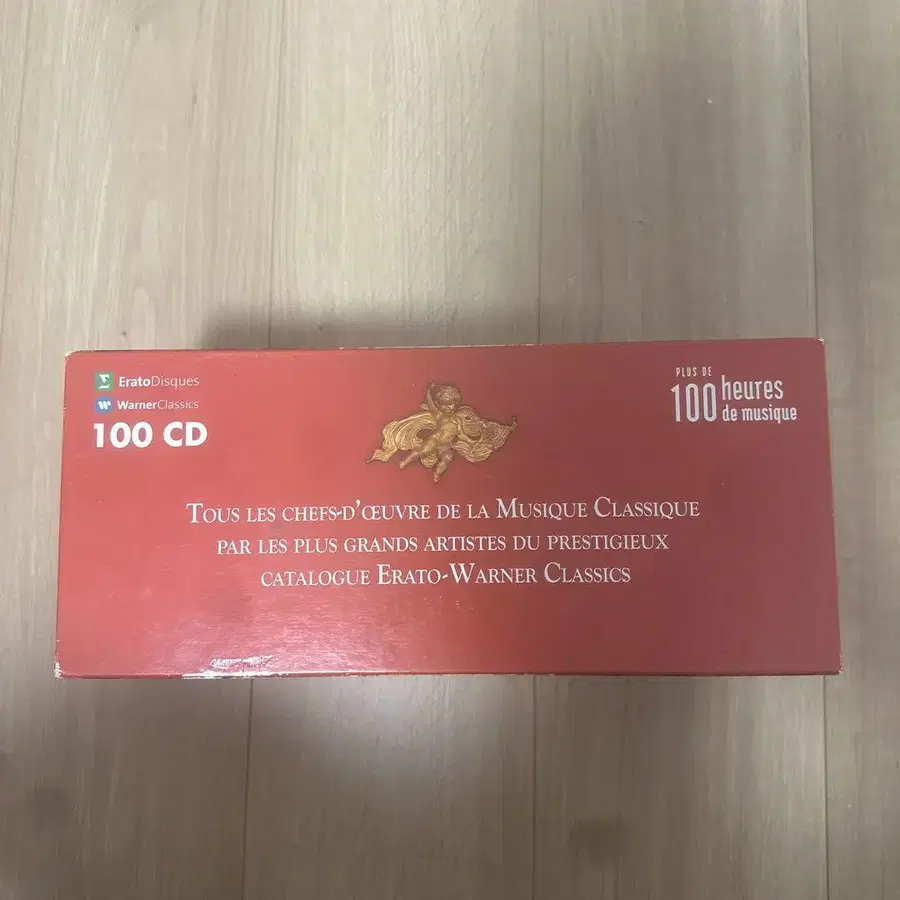 EratoDisques
WarnerClassics
100 CD
PLUS DE
100 heures
de musique
TOUS LES CHEFS-D'ŒUVRE DE LA MUSIQUE CLASSIQUE
PAR LES PLUS GRANDS ARTISTES DU PRESTIGIEUX
CATALOGUE ERATO-WARNER CLASSICS